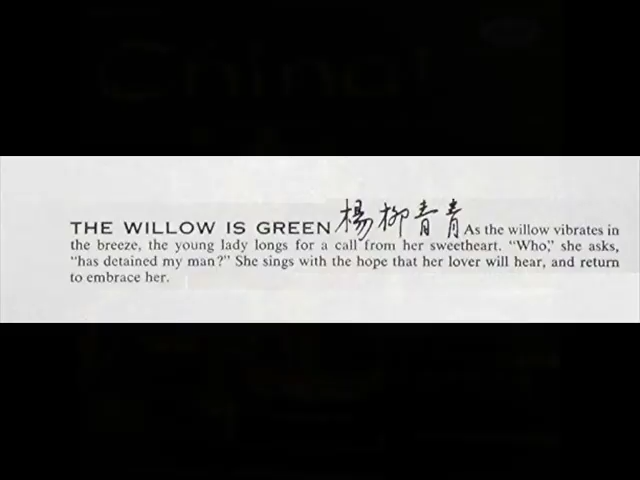 THE WILLOW IS GREEN 楊柳青青 As the willow vibrates in
the breeze, the young lady longs for a call from her sweetheart. "Who," she asks,
"has detained my man?" She sings with the hope that her lover will hear, and return
to embrace her.